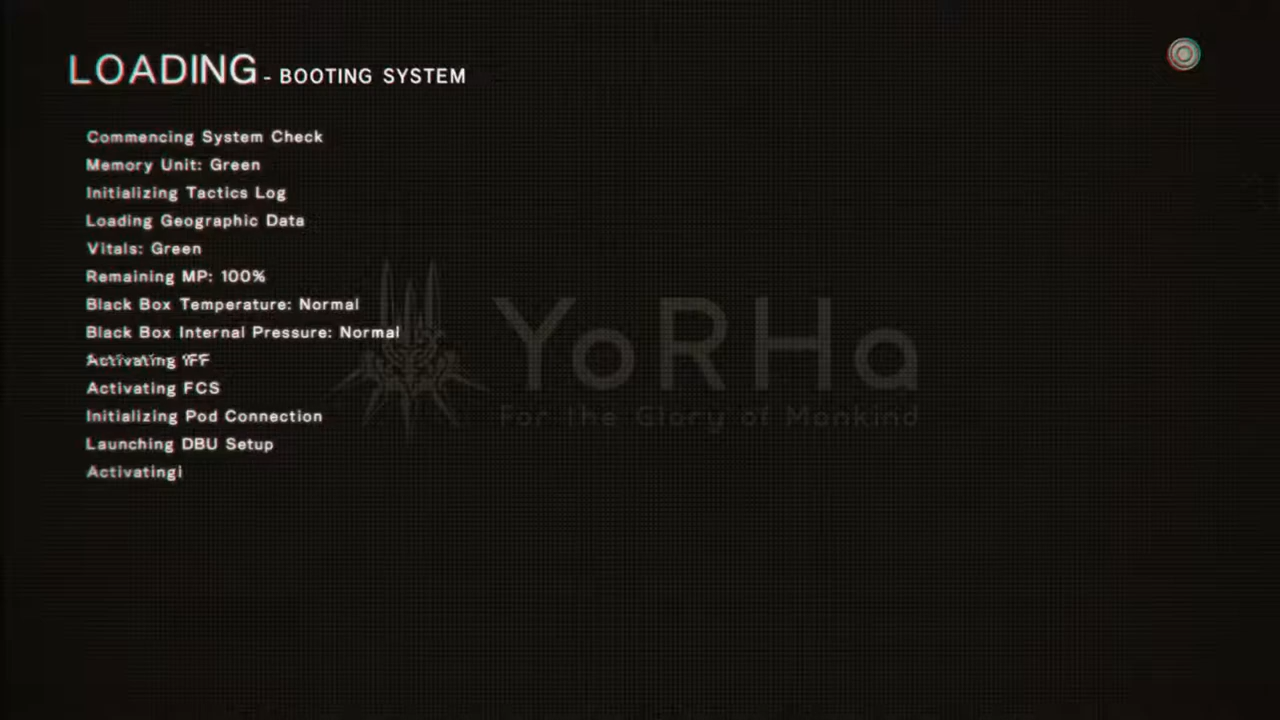 LOADING - BOOTING SYSTEM
Commencing System Check
Memory Unit: Green
Initializing Tactics Log
Loading Geographic Data
Vitals: Green
Remaining MP: 100%
Black Box Temperature: Normal
Black Box Internal Pressure: Normal
Activating IFF
Activating FCS
Initializing Pod Connection
Launching DBU Setup
Activatingi
YoRHa
For the Glory of Mankind